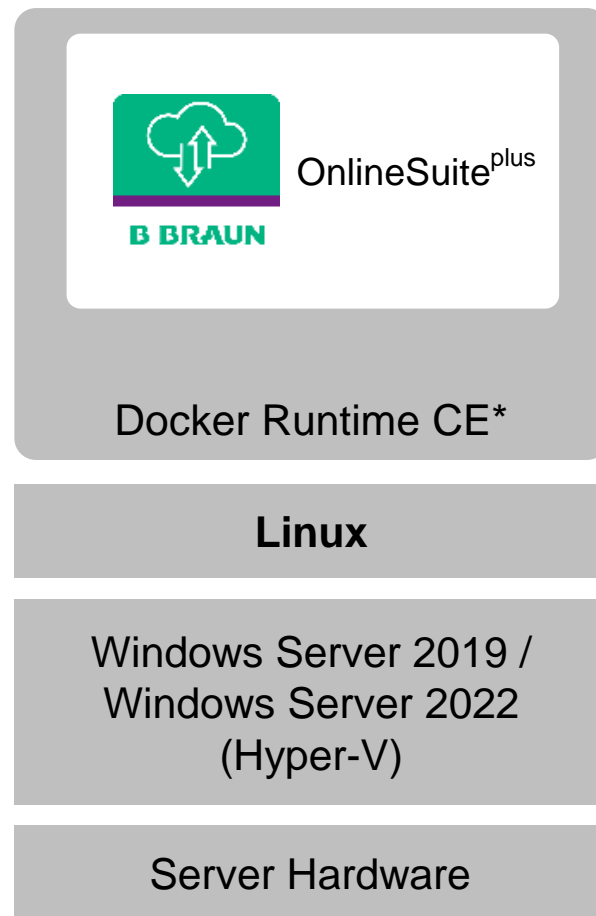 OnlineSuiteplus
B BRAUN
Docker Runtime CE*
Linux
Windows Server 2019 /
Windows Server 2022
(Hyper-V)
Server Hardware